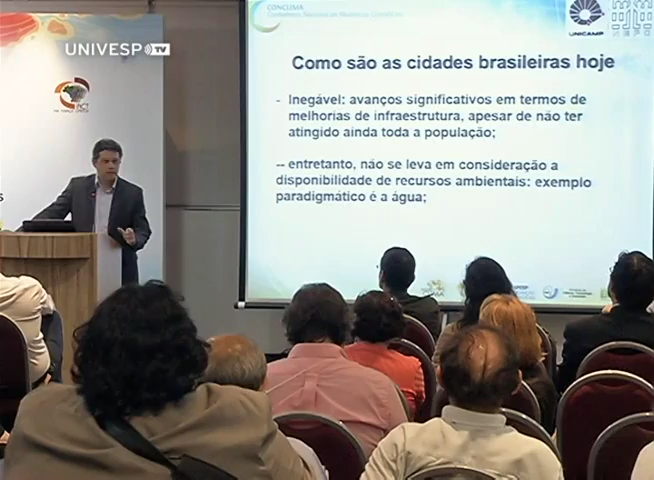 UNIVESP TV
CONCLIMA
UNICAMP
Como são as cidades brasileiras hoje
- Inegável: avanços significativos em termos de
melhorias de infraestrutura, apesar de não ter
atingido ainda toda a população;
-- entretanto, não se leva em consideração a
disponibilidade de recursos ambientais: exemplo
paradigmático é a água;